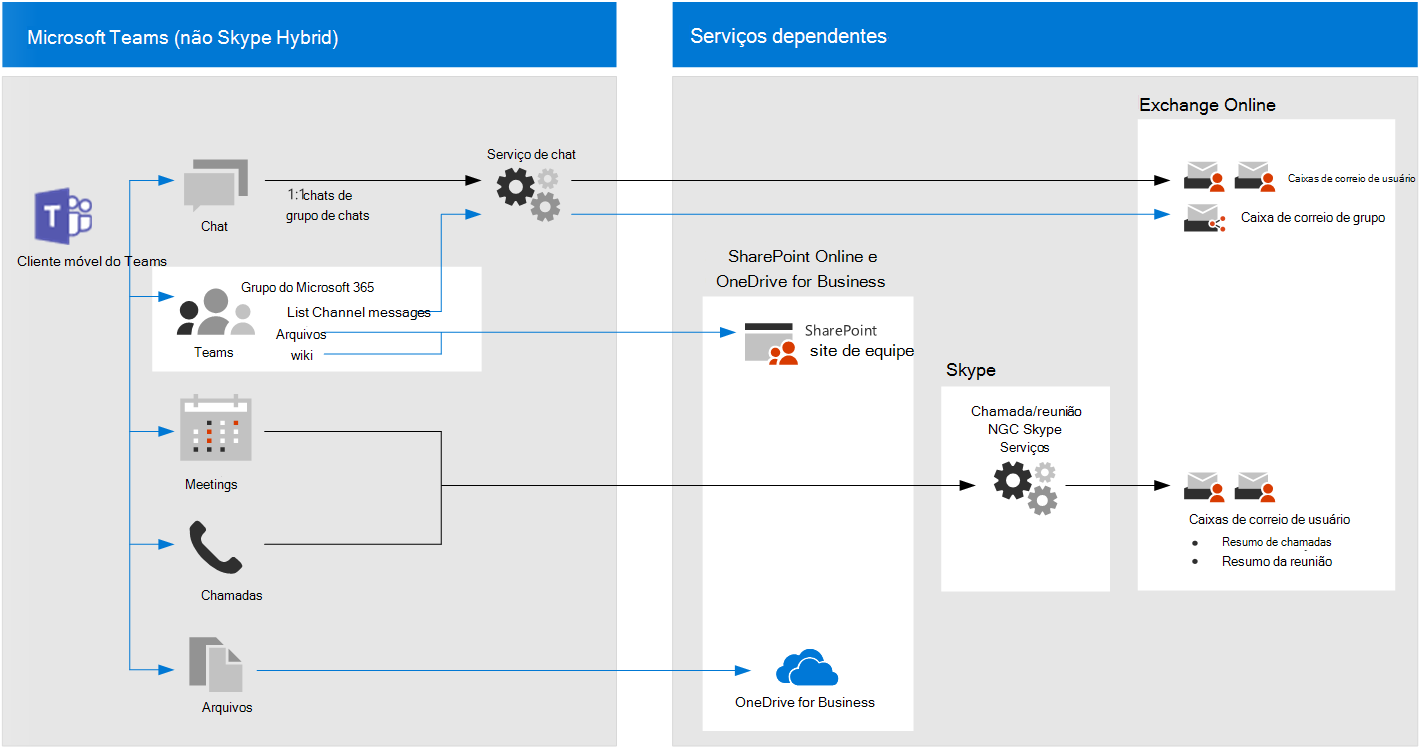 Microsoft Teams (não Skype Hybrid)
Serviços dependentes
Exchange Online
Serviço de chat
1:1chats de
grupo de chats
Chat
Caixas de correio de usuário
Caixa de correio de grupo
Cliente móvel do Teams
SharePoint Online e
OneDrive for Business
Grupo do Microsoft 365
List Channel messages
Arquivos
wiki
Teams
SharePoint
site de equipe
Skype
Chamada/reunião
NGC Skype
Serviços
Meetings
Caixas de correio de usuário
• Resumo de chamadas
• Resumo da reunião
Chamadas
Arquivos
OneDrive for Business